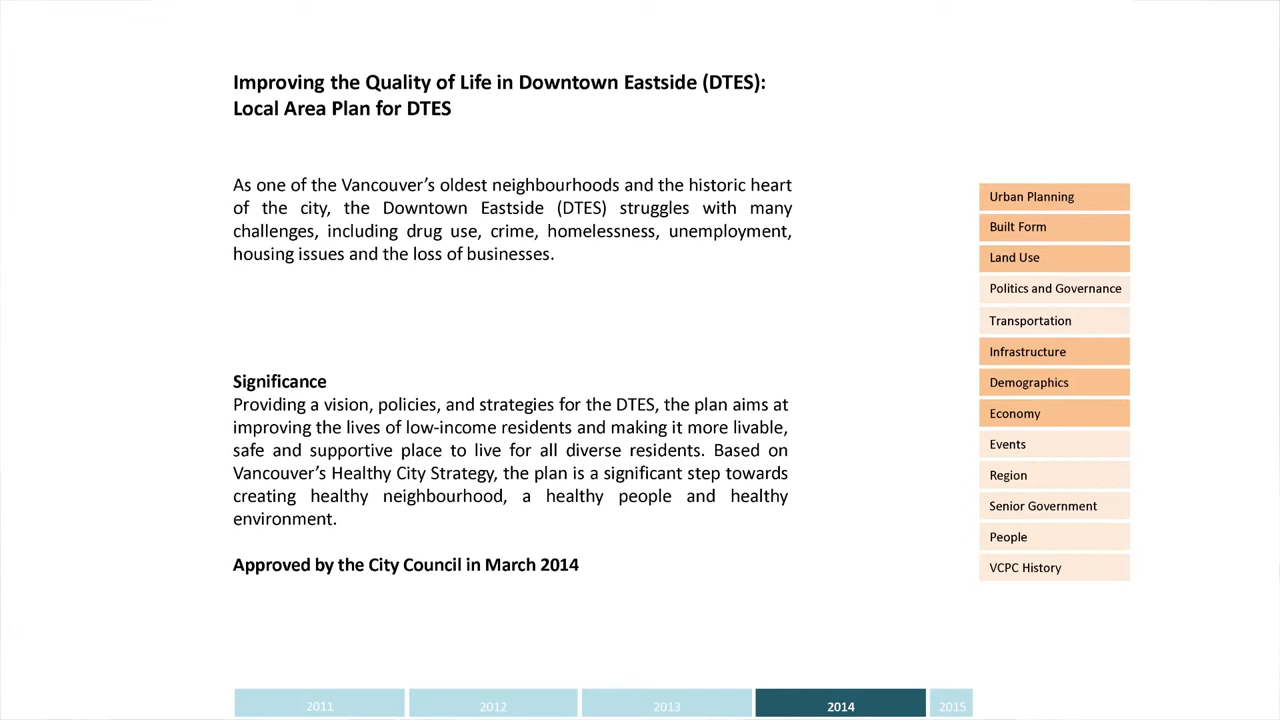 Improving the Quality of Life in Downtown Eastside (DTES):
Local Area Plan for DTES
As one of the Vancouver's oldest neighbourhoods and the historic heart
of the city, the Downtown Eastside (DTES) struggles with many
challenges, including drug use, crime, homelessness, unemployment,
housing issues and the loss of businesses.
Significance
Providing a vision, policies, and strategies for the DTES, the plan aims at
improving the lives of low-income residents and making it more livable,
safe and supportive place to live for all diverse residents. Based on
Vancouver's Healthy City Strategy, the plan is a significant step towards
creating healthy neighbourhood, a healthy people and healthy
environment.
Approved by the City Council in March 2014
Urban Planning
Built Form
Land Use
Politics and Governance
Transportation
Infrastructure
Demographics
Economy
Events
Region
Senior Government
People
VCPC History
2011 2012 2013 2014 2015